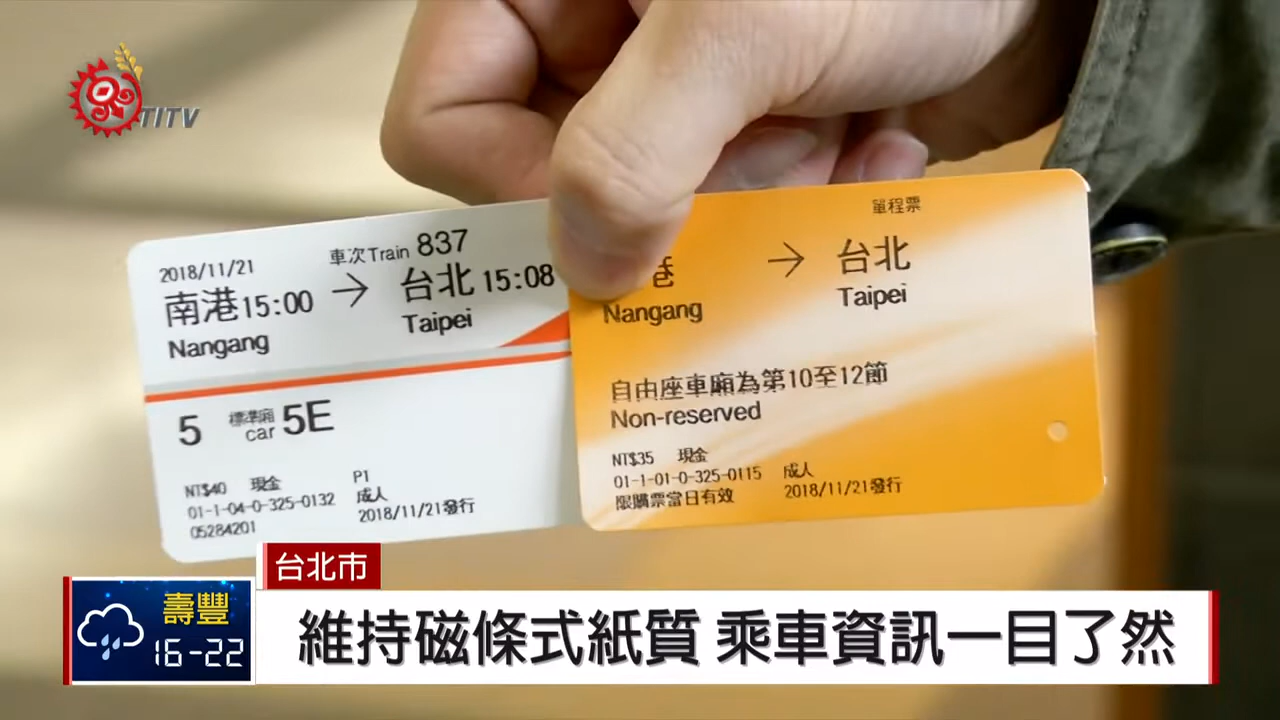 TITV
2018/11/21
車次Train 837
南港15:00 → 台北 15:08
Nangang Taipei
5 標準廂 car 5E
NT$40 現金 P1
01-1-04-0-325-0132 成人
05284201 2018/11/21發行
單程票
港 → 台北
Nangang Taipei
自由座車廂為第10至12節
Non-reserved
NT$35 現金
01-1-01-0-325-0115 成人
限購票當日有效 2018/11/21發行
台北市
壽豐
16-22
維持磁條式紙質 乘車資訊一目了然